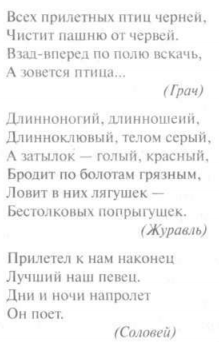 Всех прилетных птиц черней,
Чистит пашню от червей.
Взад-вперед по полю вскачь,
А зовется птица...
(Грач)
Длинноногий, длинношеий,
Длинноклювый, телом серый,
А затылок — голый, красный,
Бродит по болотам грязным,
Ловит в них лягушек —
Бестолковых попрыгушек.
(Журавль)
Прилетел к нам наконец
Лучший наш певец.
Дни и ночи напролет
Он поет.
(Соловей)